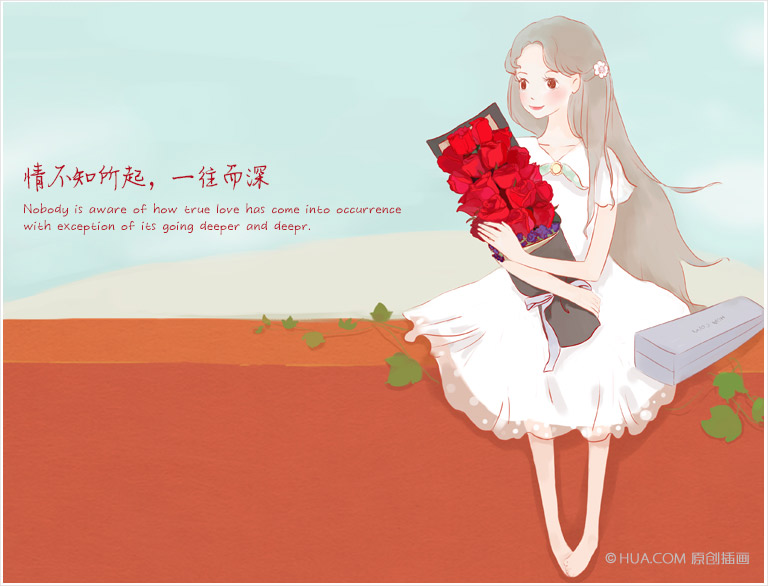 情不知所起，一往而深
Nobody is aware of how true love has come into occurrence
with exception of its going deeper and deepr.
© HUA.COM 原创插画